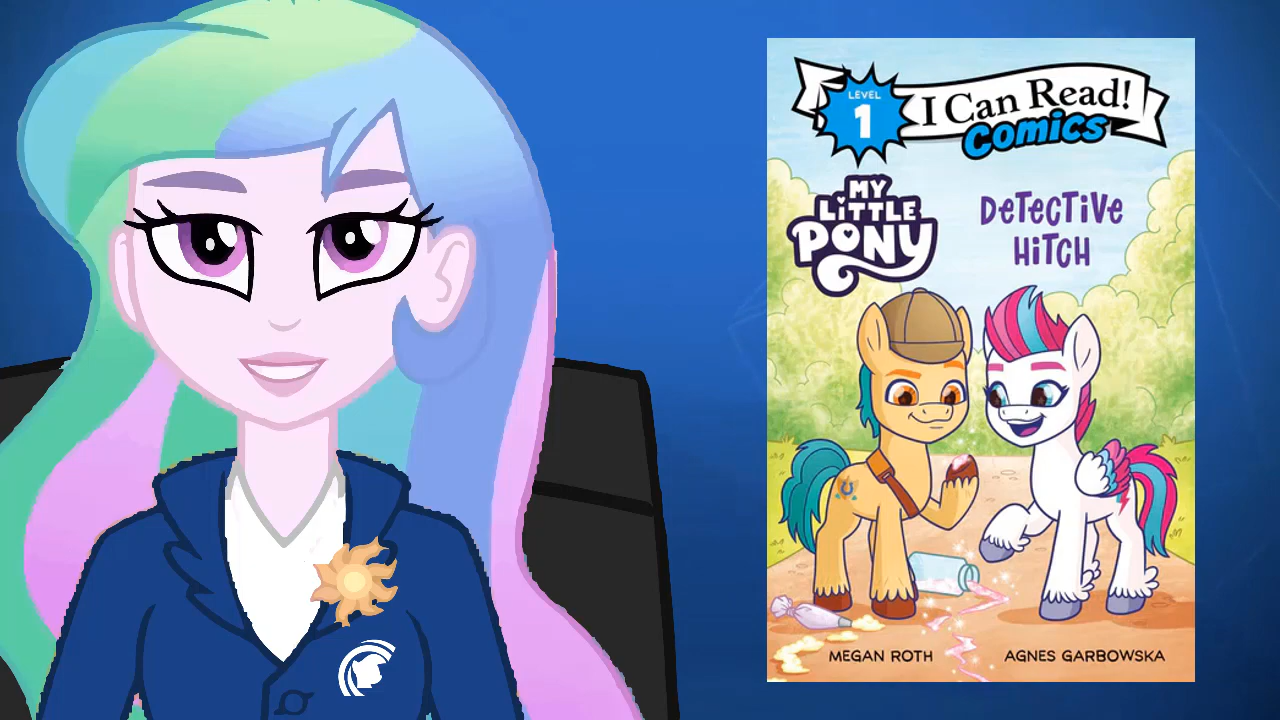 LEVEL
1
I Can Read!
Comics
MY
LITTLE
PONY
DeTeCTiVe
HiTCH
MEGAN ROTH
AGNES GARBOWSKA